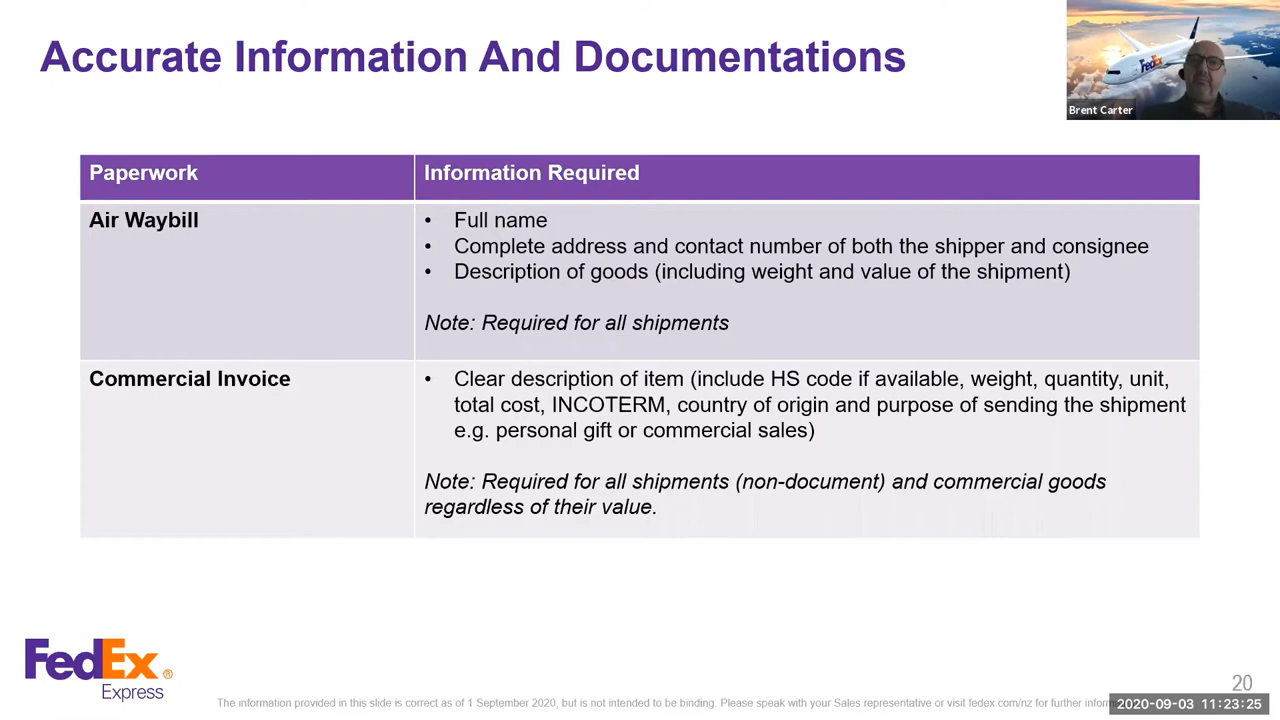 Accurate Information And Documentations
FedEx
Brent Carter
Paperwork
Information Required
Air Waybill
• Full name
• Complete address and contact number of both the shipper and consignee
• Description of goods (including weight and value of the shipment)
Note: Required for all shipments
Commercial Invoice
• Clear description of item (include HS code if available, weight, quantity, unit,
total cost, INCOTERM, country of origin and purpose of sending the shipment
e.g. personal gift or commercial sales)
Note: Required for all shipments (non-document) and commercial goods
regardless of their value.
FedEx®
Express
The information provided in this slide is correct as of 1 September 2020, but is not intended to be binding. Please speak with your Sales representative or visit fedex.com/nz for further
20
2020-09-03 11:23:25